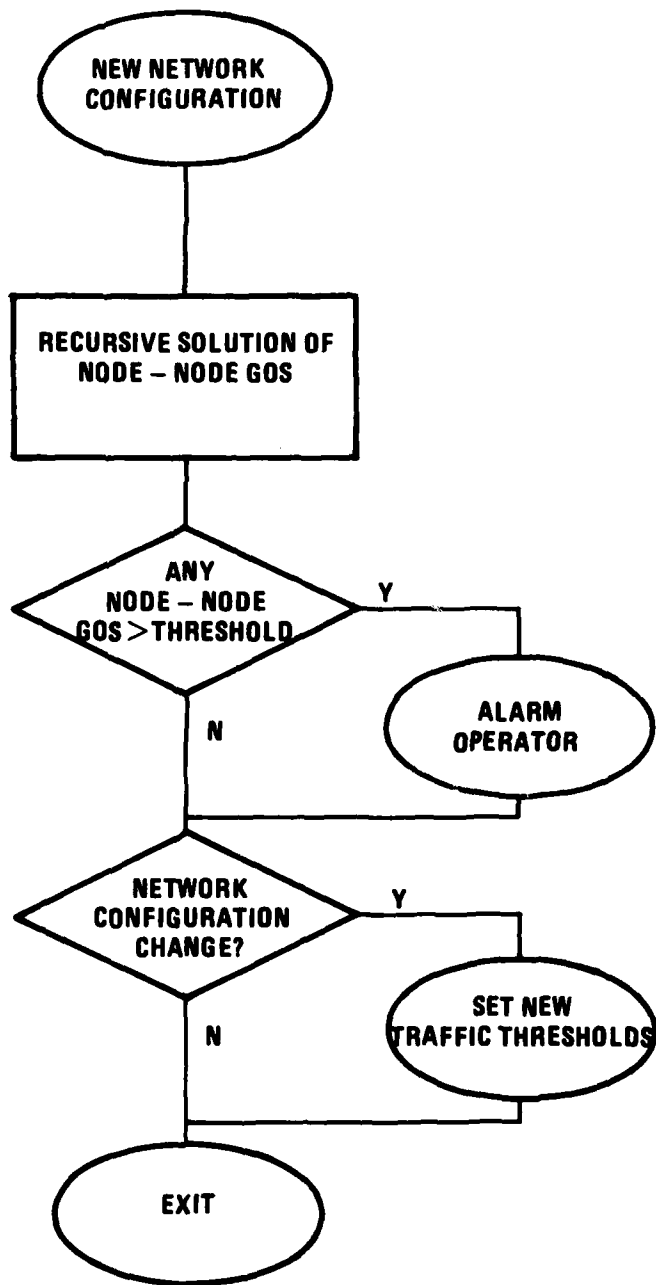 NEW NETWORK
CONFIGURATION
RECURSIVE SOLUTION OF
NODE – NODE GOS
ANY
NODE – NODE
GOS > THRESHOLD
Y
ALARM
OPERATOR
N
NETWORK
CONFIGURATION
CHANGE?
Y
SET NEW
TRAFFIC THRESHOLDS
N
EXIT